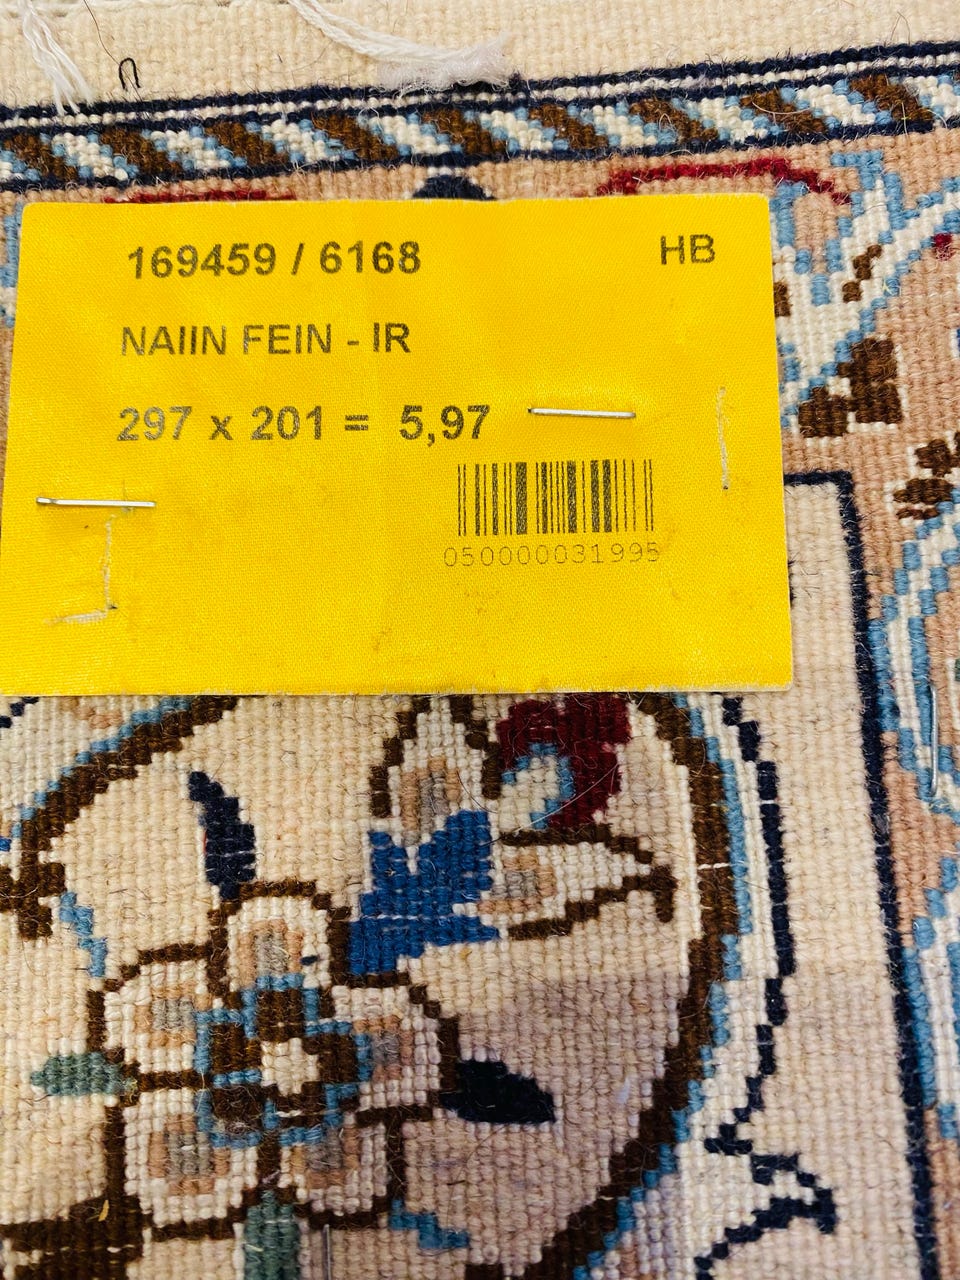 169459 / 6168 HB
NAIIN FEIN - IR
297 x 201 = 5,97
050000031995